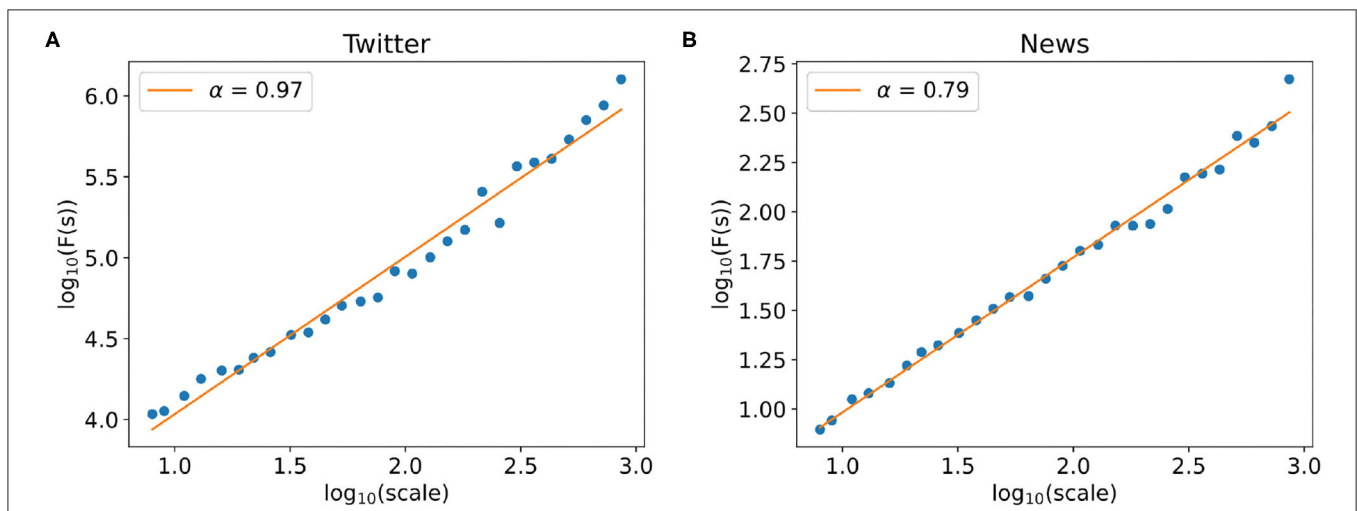 A
Twitter
α = 0.97
6.0
5.5
5.0
4.5
4.0
log10(F(s))
1.0 1.5 2.0 2.5 3.0
log10(scale)
B
News
α = 0.79
2.75
2.50
2.25
2.00
1.75
1.50
1.25
1.00
log10(F(s))
1.0 1.5 2.0 2.5 3.0
log10(scale)